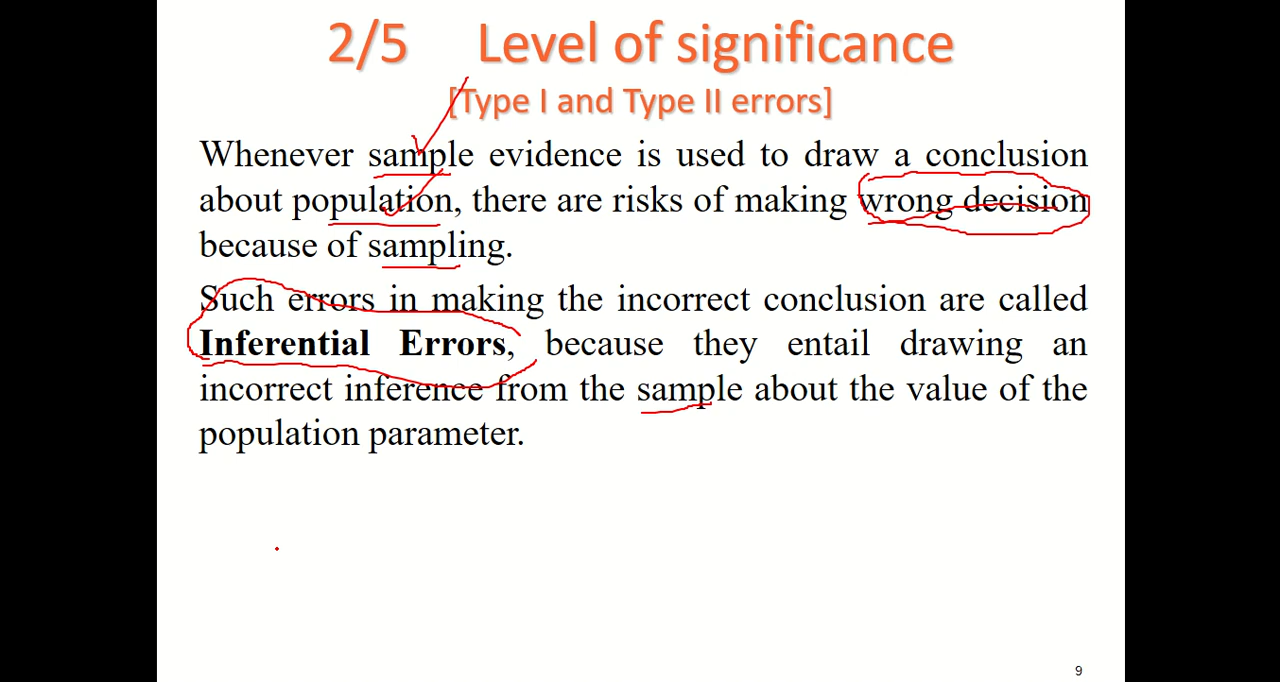 2/5 Level of significance
[Type I and Type II errors]
Whenever sample evidence is used to draw a conclusion
about population, there are risks of making wrong decision
because of sampling.
Such errors in making the incorrect conclusion are called
Inferential Errors, because they entail drawing an
incorrect inference from the sample about the value of the
population parameter.
9